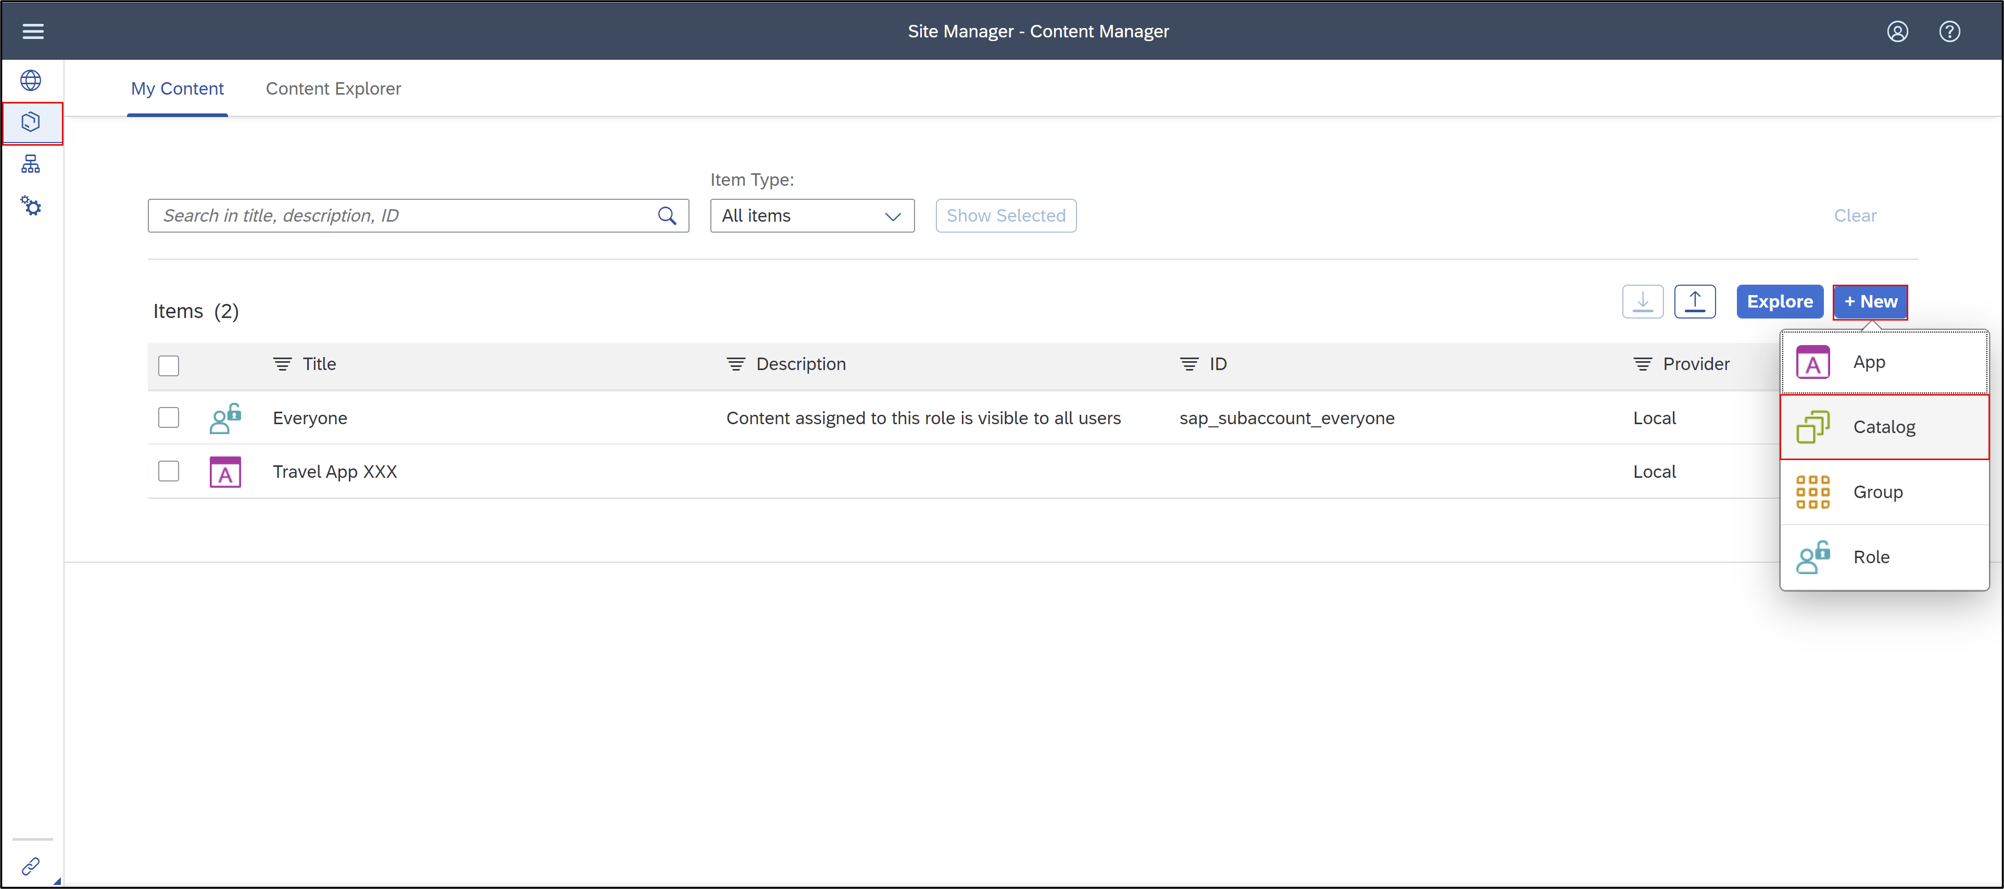 Site Manager - Content Manager
My Content Content Explorer
Item Type:
Search in title, description, ID All items Show Selected Clear
Items (2) Explore + New
Title Description ID Provider
App
Everyone Content assigned to this role is visible to all users sap_subaccount_everyone Local
Catalog
Travel App XXX Local
Group
Role